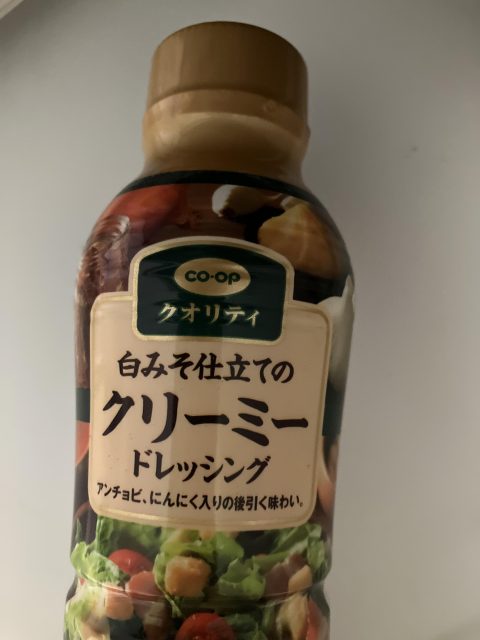 CO-OP
クオリティ
白みそ仕立ての
クリーミー
ドレッシング
アンチョビ、にんにく入りの後引く味わい。